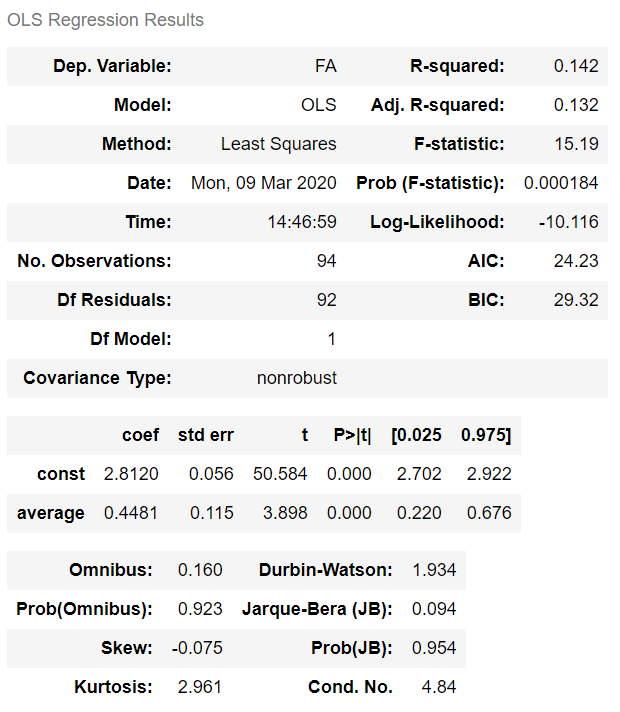 OLS Regression Results
Dep. Variable: FA R-squared: 0.142
Model: OLS Adj. R-squared: 0.132
Method: Least Squares F-statistic: 15.19
Date: Mon, 09 Mar 2020 Prob (F-statistic): 0.000184
Time: 14:46:59 Log-Likelihood: -10.116
No. Observations: 94 AIC: 24.23
Df Residuals: 92 BIC: 29.32
Df Model: 1
Covariance Type: nonrobust
coef std err t P>|t| [0.025 0.975]
const 2.8120 0.056 50.584 0.000 2.702 2.922
average 0.4481 0.115 3.898 0.000 0.220 0.676
Omnibus: 0.160 Durbin-Watson: 1.934
Prob(Omnibus): 0.923 Jarque-Bera (JB): 0.094
Skew: -0.075 Prob(JB): 0.954
Kurtosis: 2.961 Cond. No. 4.84